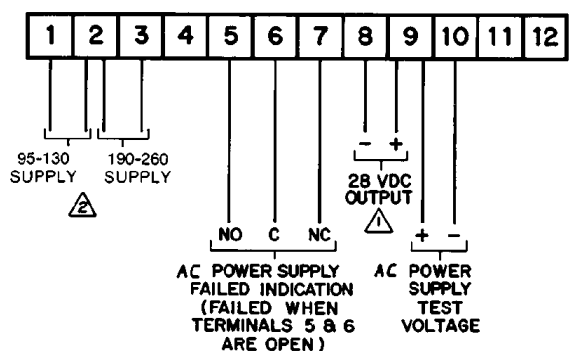 1 2 3 4 5 6 7 8 9 10 11 12
- +
95-130 SUPPLY
190-260 SUPPLY
2
28 VDC
OUTPUT
1
NO C NC
+ -
AC POWER SUPPLY
FAILED INDICATION
(FAILED WHEN
TERMINALS 5 & 6
ARE OPEN)
AC POWER
SUPPLY
TEST
VOLTAGE